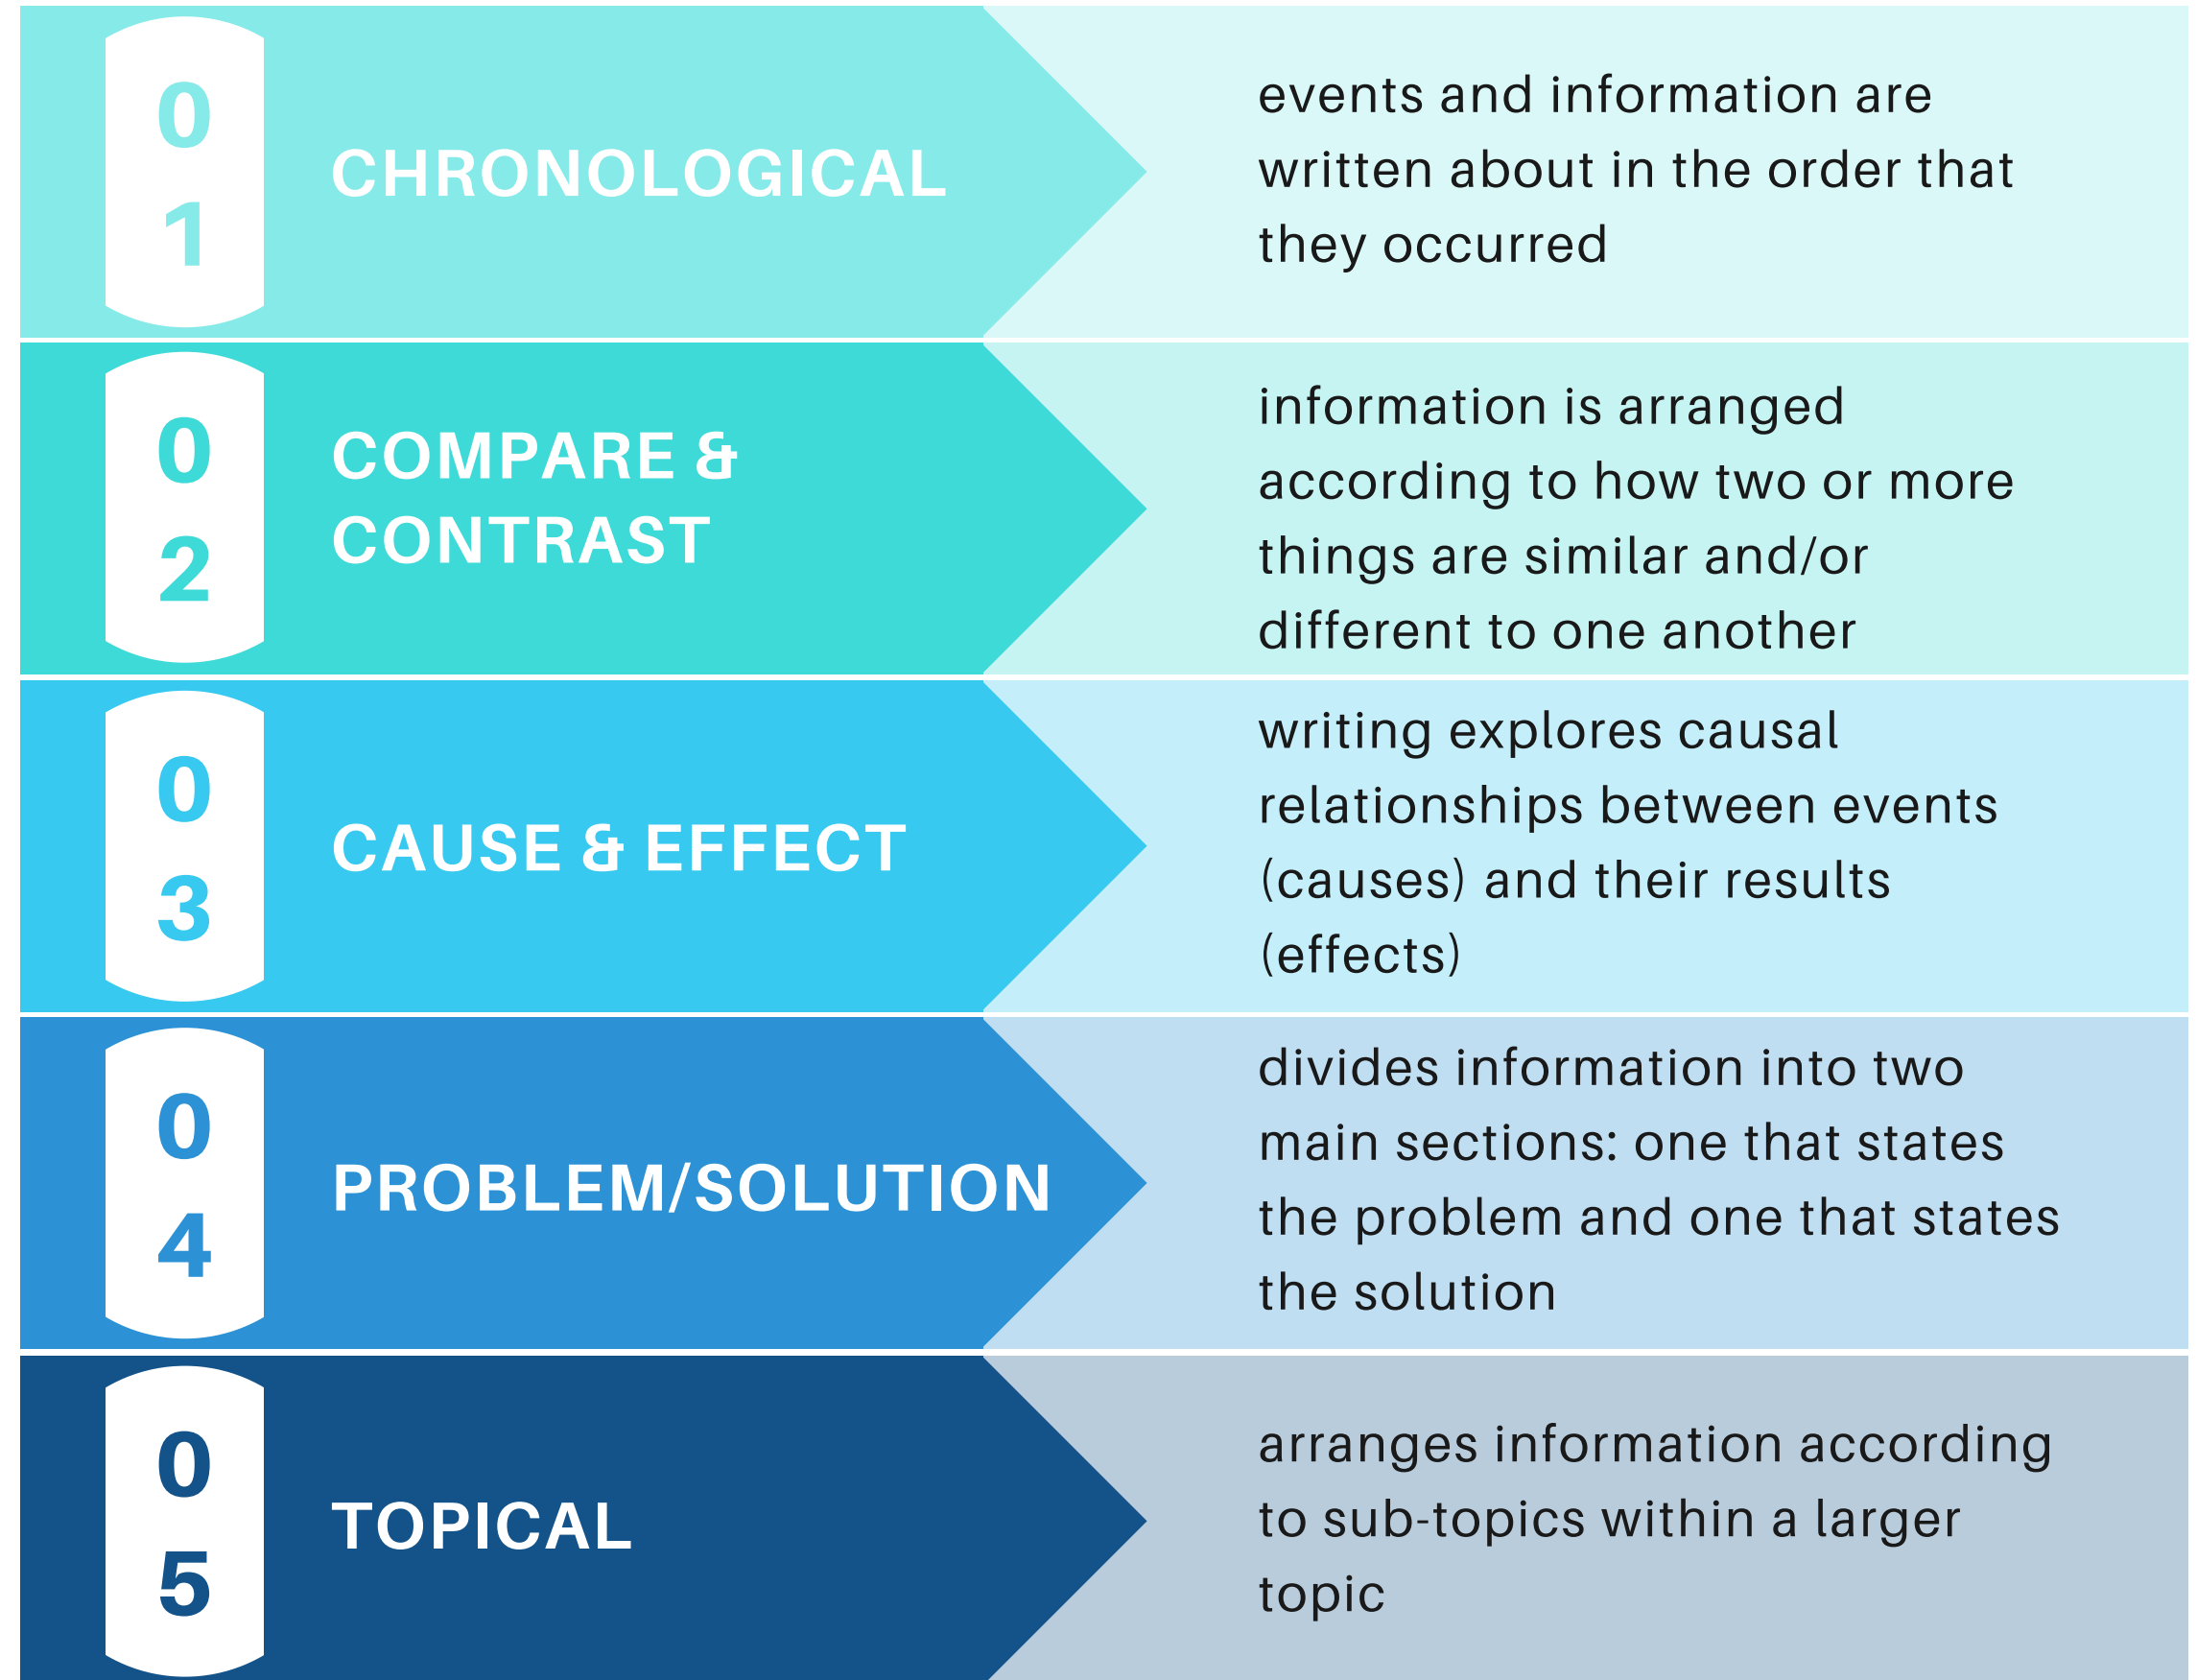 0
1
CHRONOLOGICAL
events and information are
written about in the order that
they occurred
0
2
COMPARE &
CONTRAST
information is arranged
according to how two or more
things are similar and/or
different to one another
0
3
CAUSE & EFFECT
writing explores causal
relationships between events
(causes) and their results
(effects)
0
4
PROBLEM/SOLUTION
divides information into two
main sections: one that states
the problem and one that states
the solution
0
5
TOPICAL
arranges information according
to sub-topics within a larger
topic